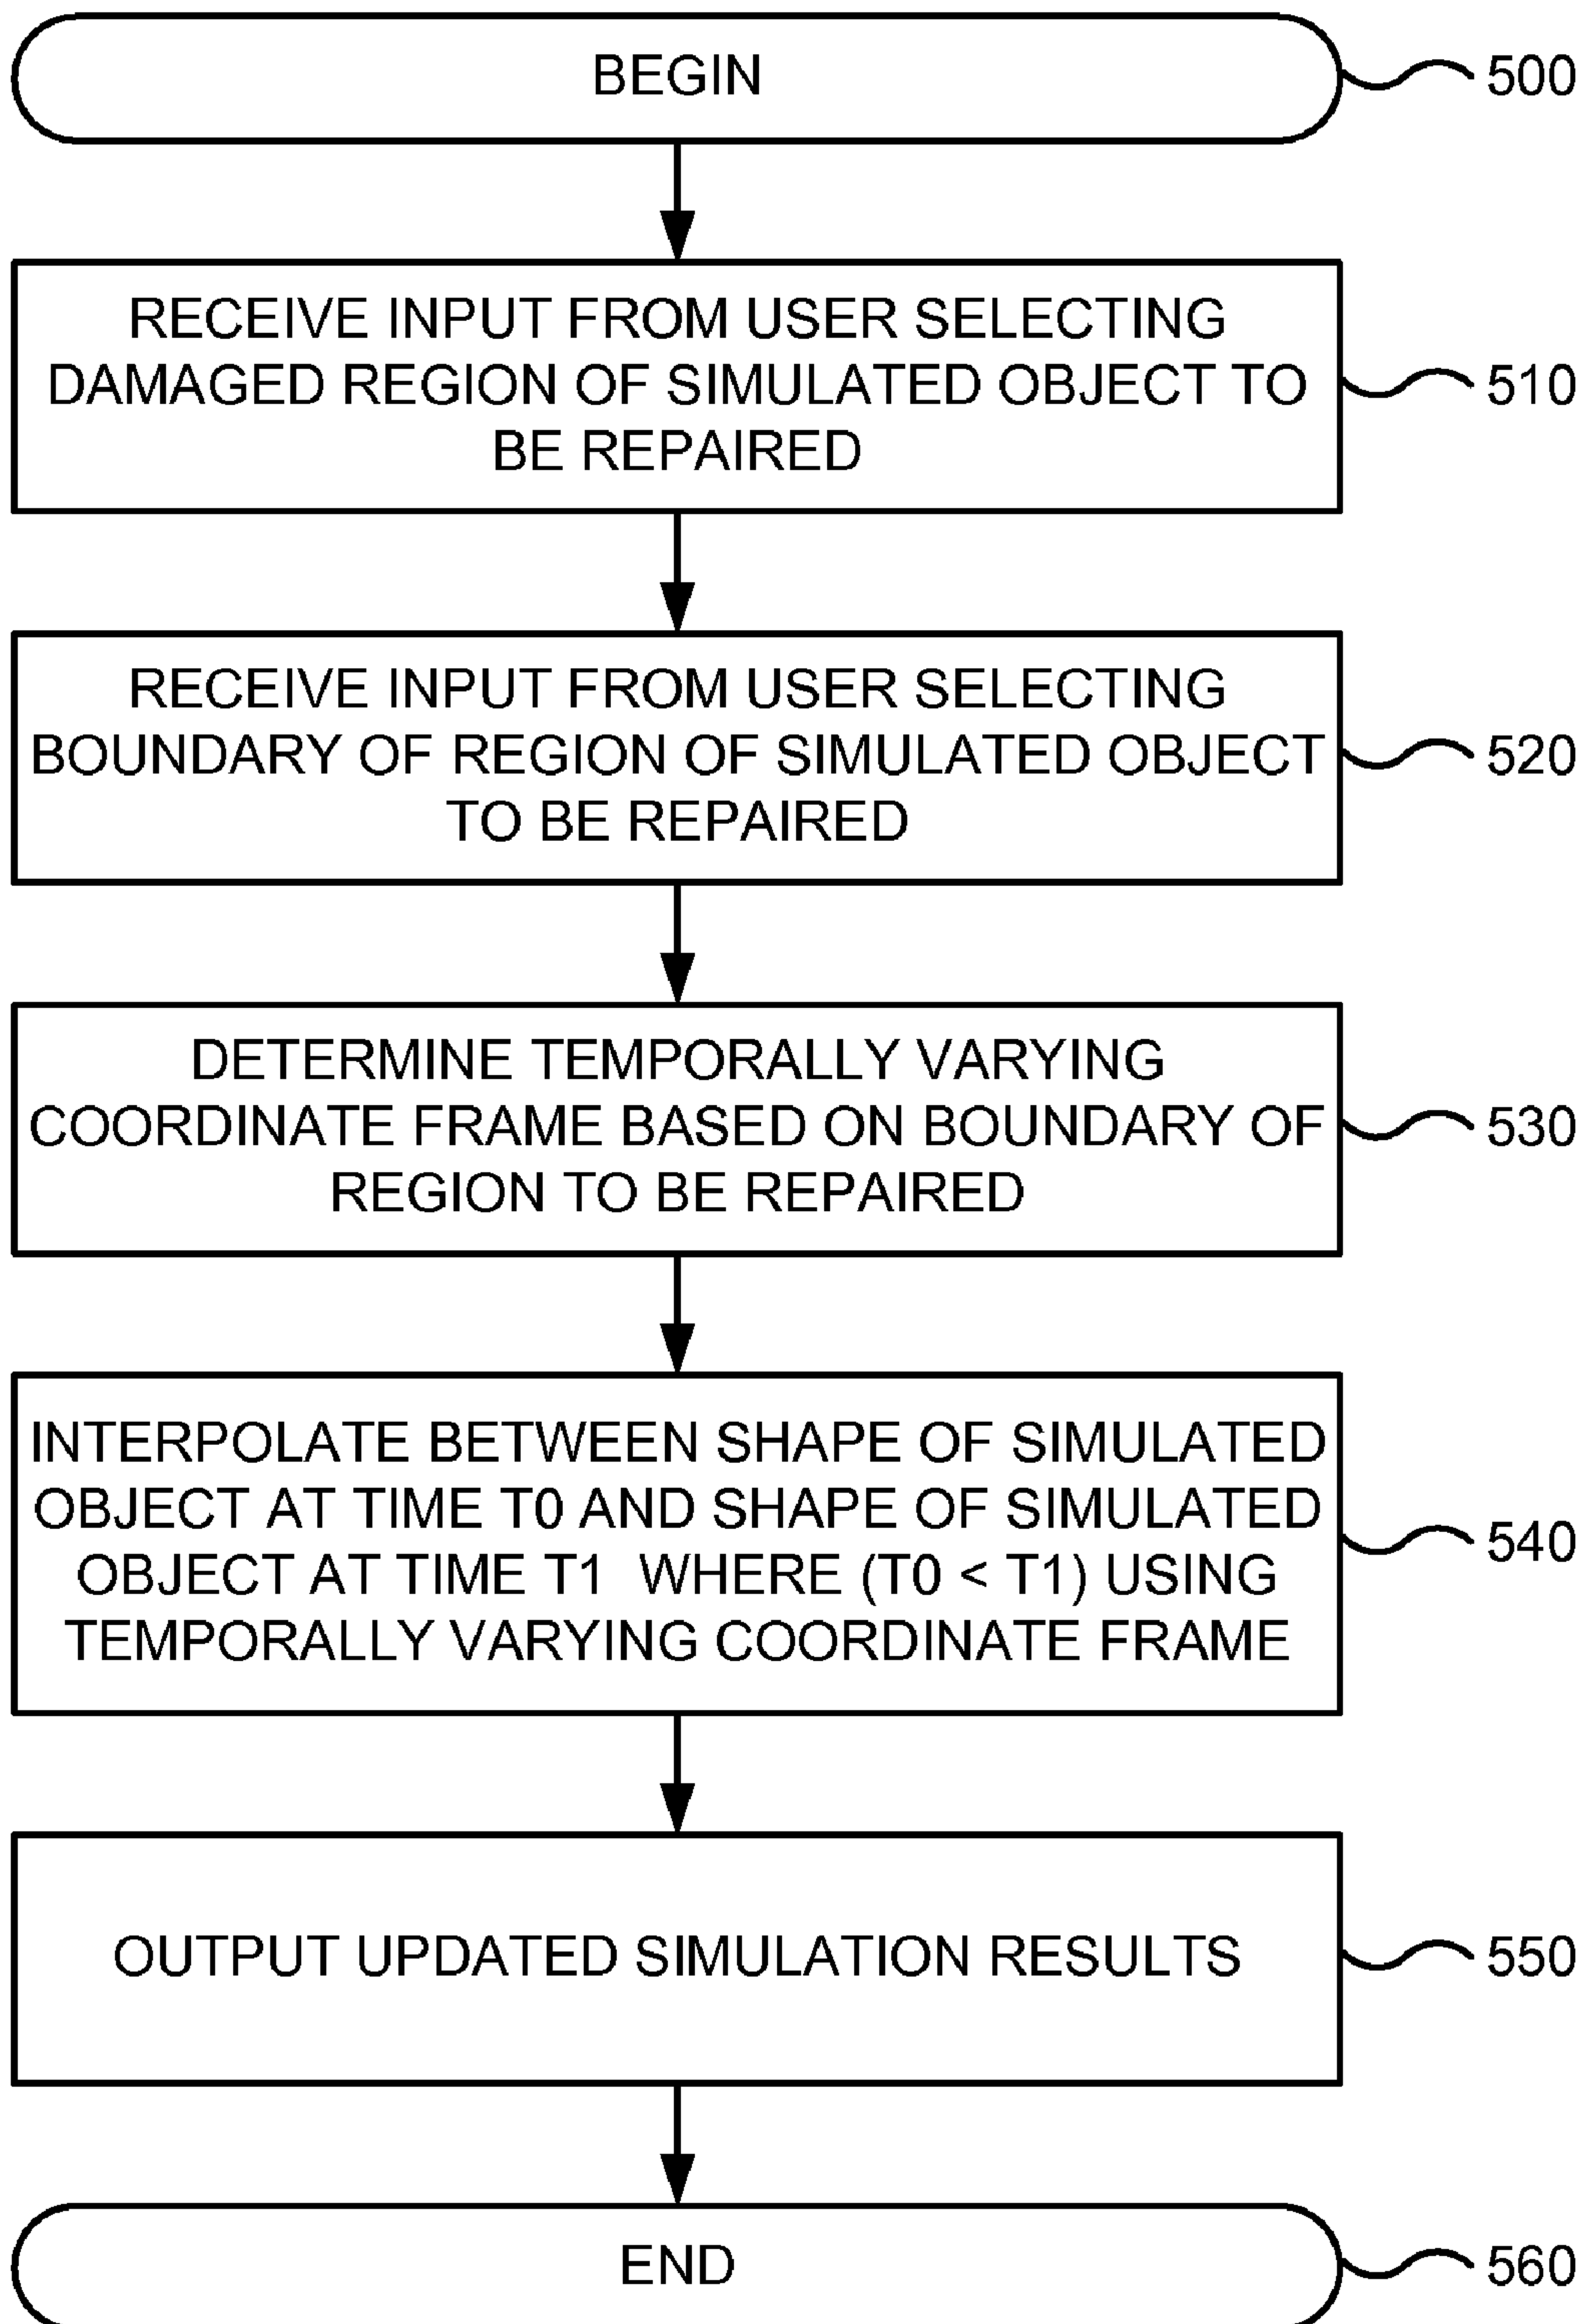 BEGIN
500
RECEIVE INPUT FROM USER SELECTING
DAMAGED REGION OF SIMULATED OBJECT TO
BE REPAIRED
510
RECEIVE INPUT FROM USER SELECTING
BOUNDARY OF REGION OF SIMULATED OBJECT
TO BE REPAIRED
520
DETERMINE TEMPORALLY VARYING
COORDINATE FRAME BASED ON BOUNDARY OF
REGION TO BE REPAIRED
530
INTERPOLATE BETWEEN SHAPE OF SIMULATED
OBJECT AT TIME T0 AND SHAPE OF SIMULATED
OBJECT AT TIME T1 WHERE (T0 < T1) USING
TEMPORALLY VARYING COORDINATE FRAME
540
OUTPUT UPDATED SIMULATION RESULTS
550
END
560